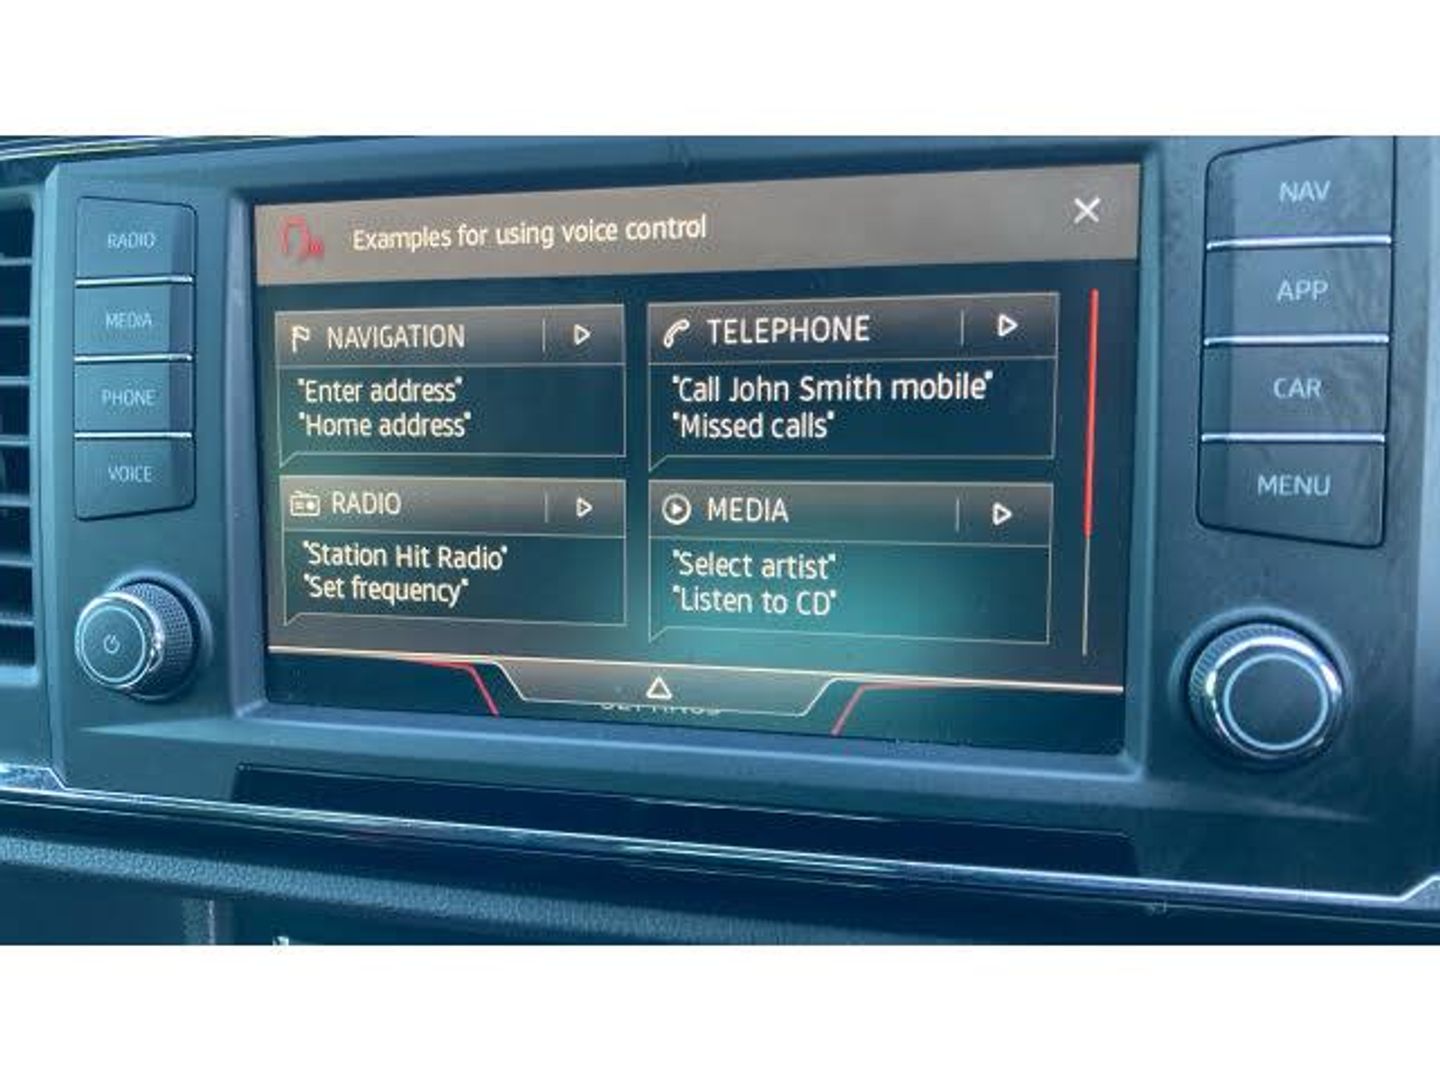 Examples for using voice control
RADIO
MEDIA
PHONE
VOICE
NAVIGATION
"Enter address"
"Home address"
TELEPHONE
"Call John Smith mobile"
"Missed calls"
RADIO
"Station Hit Radio"
"Set frequency"
MEDIA
"Select artist"
"Listen to CD"
NAV
APP
CAR
MENU